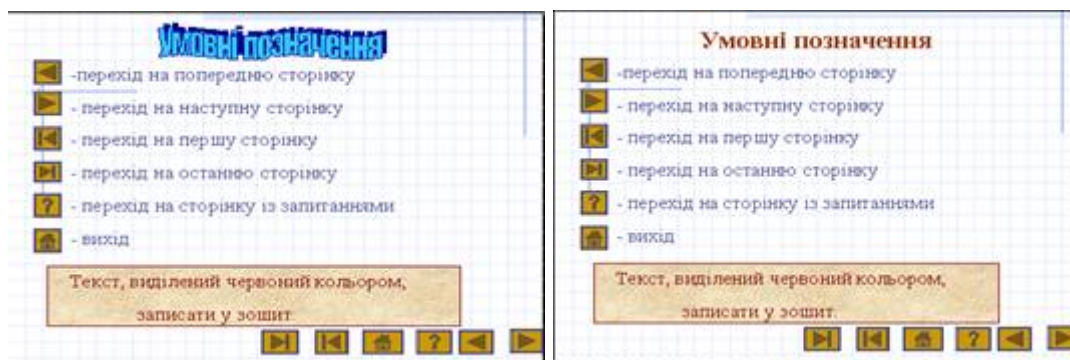 Умовні позначення
-перехід на попередню сторінку
- перехід на наступну сторінку
- перехід на першу сторінку
- перехід на останню сторінку
? - перехід на сторінку із запитаннями
- вихід
Текст, виділений червоний кольором,
записати у зошит.
?
Умовні позначення
-перехід на попередню сторінку
- перехід на наступну сторінку
- перехід на першу сторінку
- перехід на останню сторінку
? - перехід на сторінку із запитаннями
- вихід
Текст, виділений червоний кольором,
записати у зошит.
?